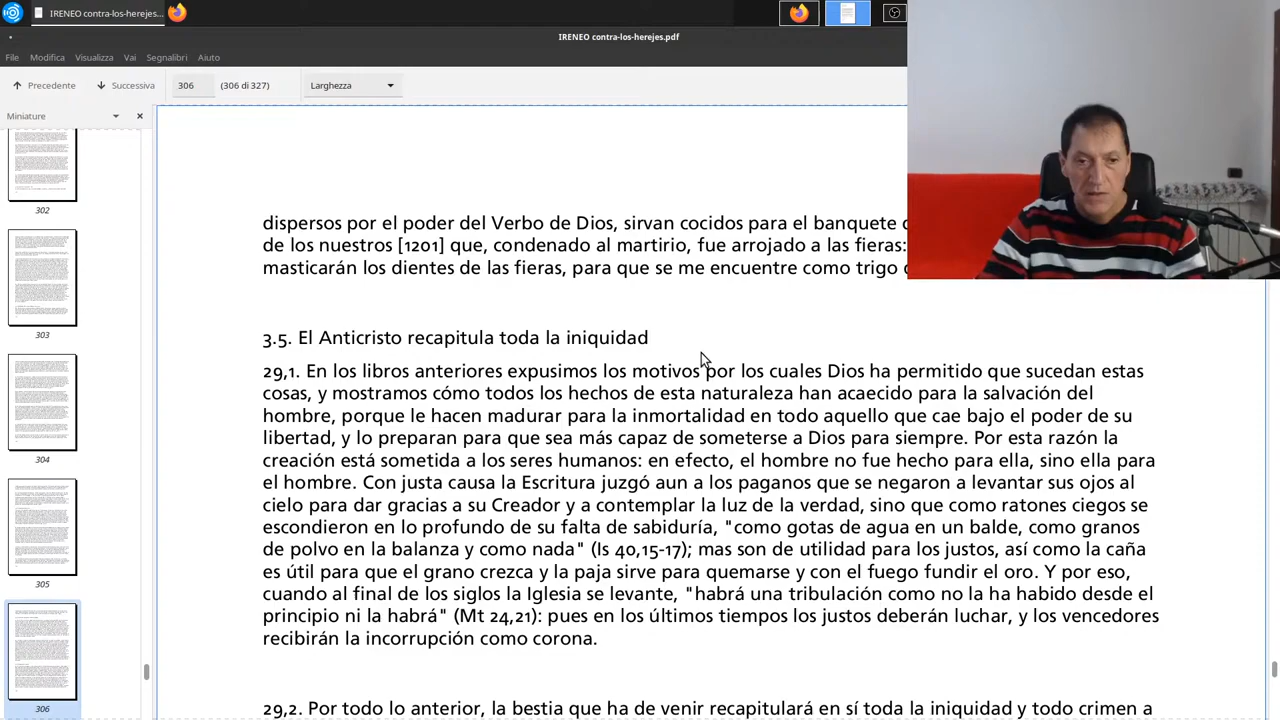 IRENEO contra-los-herejes...
IRENEO contra-los-herejes.pdf
File Modifica Visualizza Vai Segnalibri Aiuto
Precedente Successiva 306 (306 di 327) Larghezza
Miniature
302
303
304
305
306
dispersos por el poder del Verbo de Dios, sirvan cocidos para el banquete
de los nuestros [1201] que, condenado al martirio, fue arrojado a las fieras:
masticarán los dientes de las fieras, para que se me encuentre como trigo
3.5. El Anticristo recapitula toda la iniquidad
29,1. En los libros anteriores expusimos los motivos por los cuales Dios ha permitido que sucedan estas
cosas, y mostramos cómo todos los hechos de esta naturaleza han acaecido para la salvación del
hombre, porque le hacen madurar para la inmortalidad en todo aquello que cae bajo el poder de su
libertad, y lo preparan para que sea más capaz de someterse a Dios para siempre. Por esta razón la
creación está sometida a los seres humanos: en efecto, el hombre no fue hecho para ella, sino ella para
el hombre. Con justa causa la Escritura juzgó aun a los paganos que se negaron a levantar sus ojos al
cielo para dar gracias a su Creador y a contemplar la luz de la verdad, sino que como ratones ciegos se
escondieron en lo profundo de su falta de sabiduría, "como gotas de agua en un balde, como granos
de polvo en la balanza y como nada" (Is 40,15-17); mas son de utilidad para los justos, así como la caña
es útil para que el grano crezca y la paja sirve para quemarse y con el fuego fundir el oro. Y por eso,
cuando al final de los siglos la Iglesia se levante, "habrá una tribulación como no la ha habido desde el
principio ni la habrá" (Mt 24,21): pues en los últimos tiempos los justos deberán luchar, y los vencedores
recibirán la incorrupción como corona.
29,2. Por todo lo anterior, la bestia que ha de venir recapitulará en sí toda la iniquidad y todo crimen a